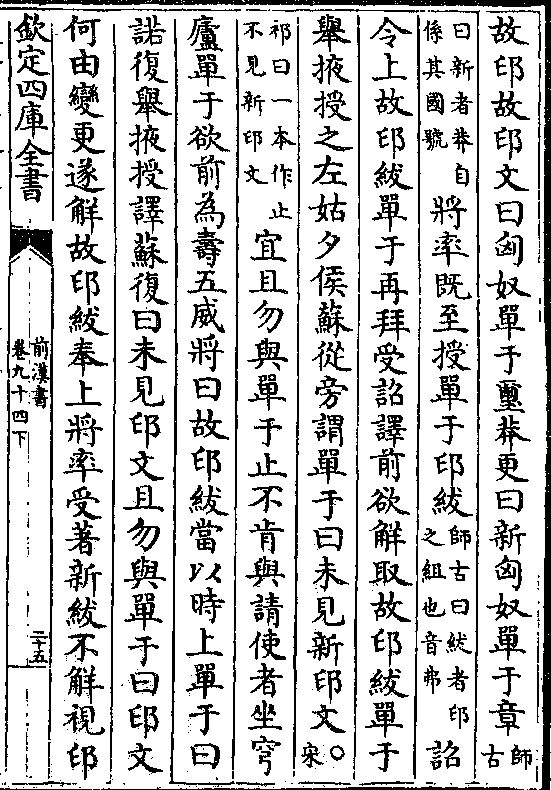 故印故印文曰匈奴單于璽莽更曰新匈奴單于章師古
曰新者莽自係其國號將率既至授單于印紱師古曰紱者印之組也音弗詔
令上故印紱單于再拜受詔譯前欲解取故印紱單于
舉掖授之左姑夕侯蘇從旁謂單于曰未見新印文○宋
祁曰一本作止不見新印文宜且勿與單于止不肯與請使者坐穹
廬單于欲前為壽五威將曰故印紱當以時上單于曰
諾復舉掖授譯蘇復曰未見印文且勿與單于曰印文
何由變更遂解故印紱奉上將率受著新紱不解視印
欽定四庫全書
前漢書
卷九十四下
二十五